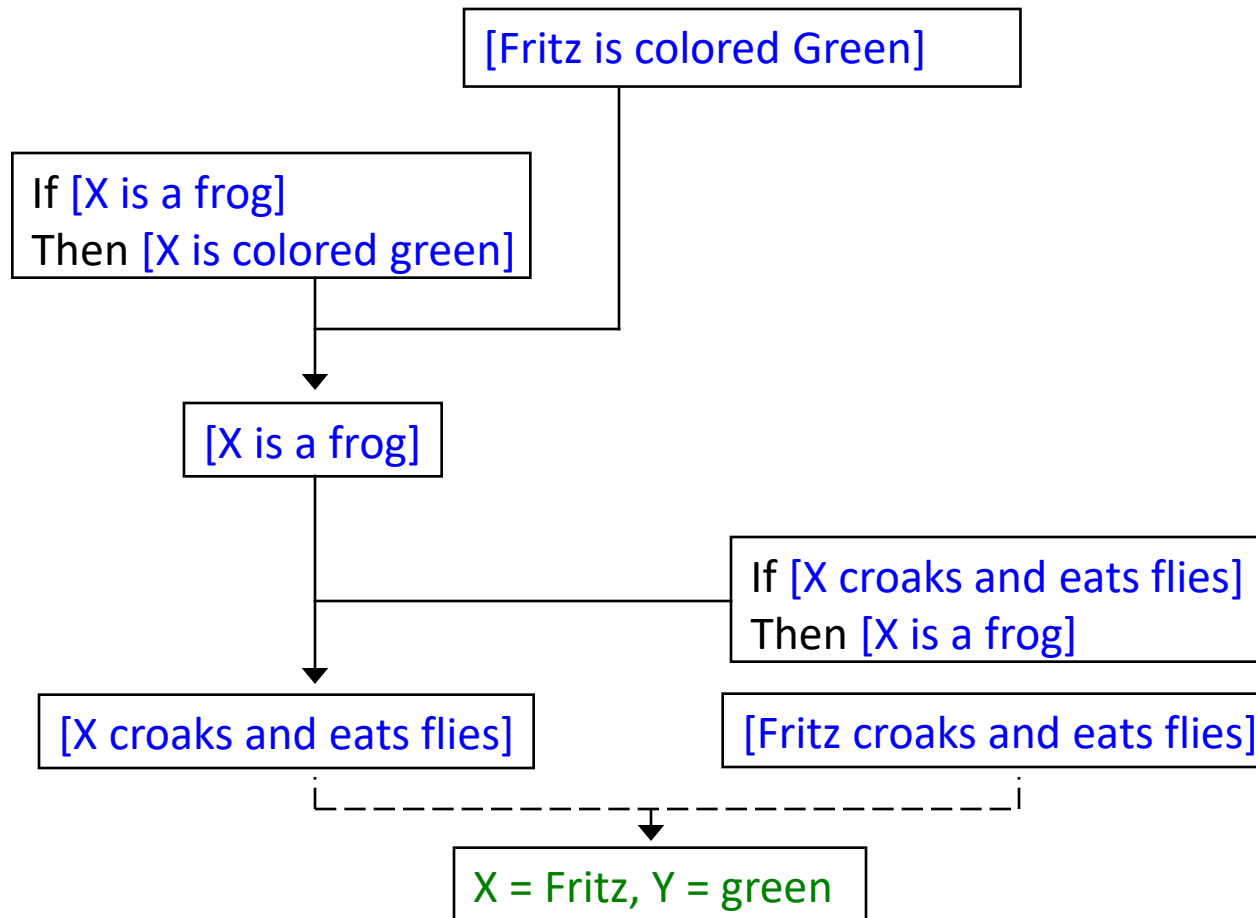 [Fritz is colored Green]
If [X is a frog]
Then [X is colored green]
[X is a frog]
If [X croaks and eats flies]
Then [X is a frog]
[X croaks and eats flies]
[Fritz croaks and eats flies]
X = Fritz, Y = green